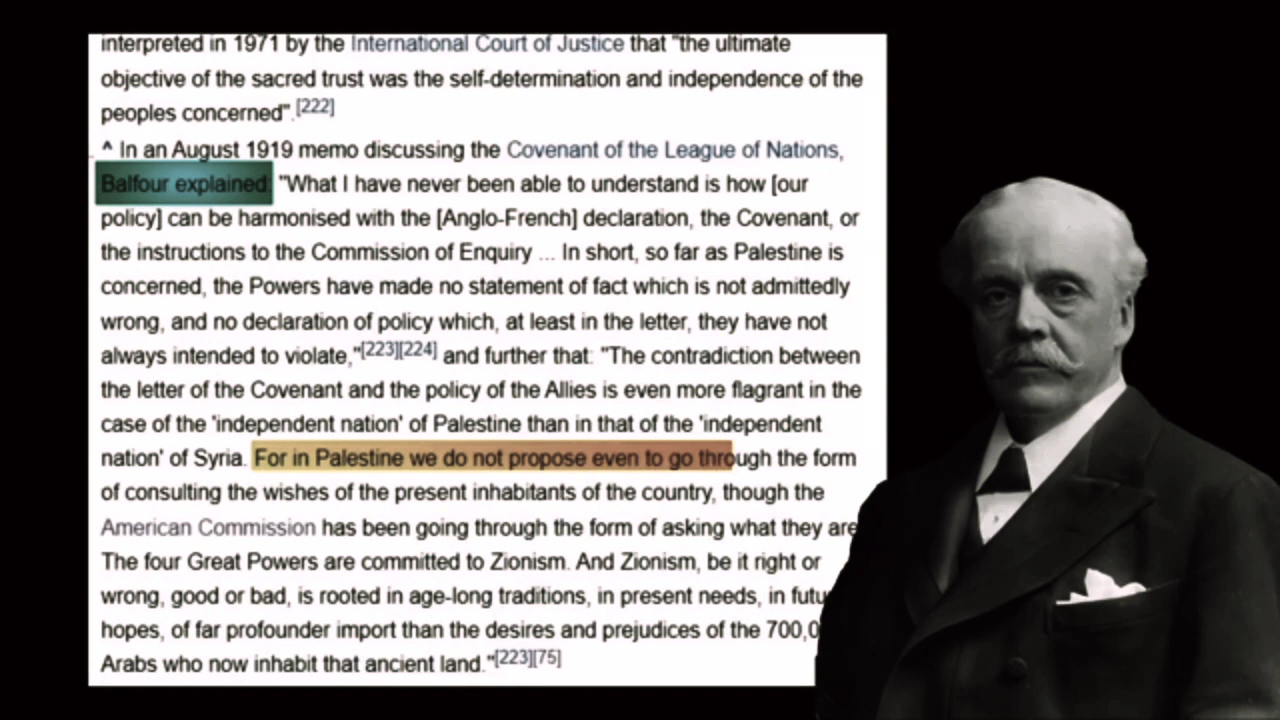 interpreted in 1971 by the International Court of Justice that "the ultimate
objective of the sacred trust was the self-determination and independence of the
peoples concerned".[222]
^ In an August 1919 memo discussing the Covenant of the League of Nations,
Balfour explained: "What I have never been able to understand is how [our
policy] can be harmonised with the [Anglo-French] declaration, the Covenant, or
the instructions to the Commission of Enquiry ... In short, so far as Palestine is
concerned, the Powers have made no statement of fact which is not admittedly
wrong, and no declaration of policy which, at least in the letter, they have not
always intended to violate,"[223][224] and further that: "The contradiction between
the letter of the Covenant and the policy of the Allies is even more flagrant in the
case of the 'independent nation' of Palestine than in that of the 'independent
nation' of Syria. For in Palestine we do not propose even to go through the form
of consulting the wishes of the present inhabitants of the country, though the
American Commission has been going through the form of asking what they are
The four Great Powers are committed to Zionism. And Zionism, be it right or
wrong, good or bad, is rooted in age-long traditions, in present needs, in
hopes, of far profounder import than the desires and prejudices of the
Arabs who now inhabit that ancient land."[223][75]